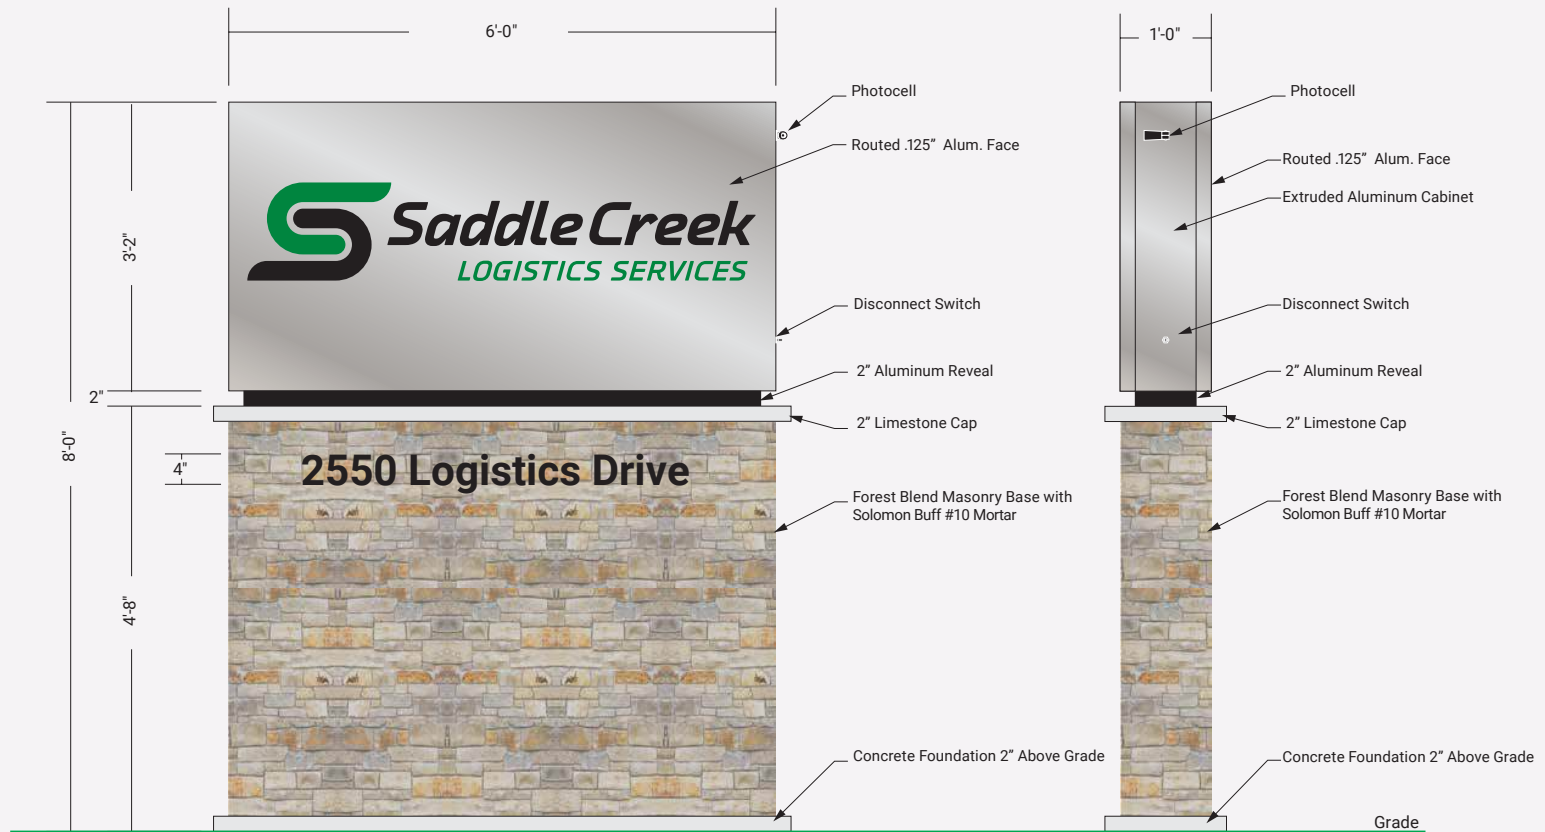 6'-0"
1'-0"
Photocell
Photocell
Routed .125” Alum. Face
Routed .125” Alum. Face
Extruded Aluminum Cabinet
Saddle Creek
LOGISTICS SERVICES
3'-2"
Disconnect Switch
Disconnect Switch
2” Aluminum Reveal
2” Aluminum Reveal
2"
2” Limestone Cap
2” Limestone Cap
8'-0"
4"
2550 Logistics Drive
Forest Blend Masonry Base with
Solomon Buff #10 Mortar
Forest Blend Masonry Base with
Solomon Buff #10 Mortar
4'-8"
Concrete Foundation 2” Above Grade
Concrete Foundation 2” Above Grade
Grade